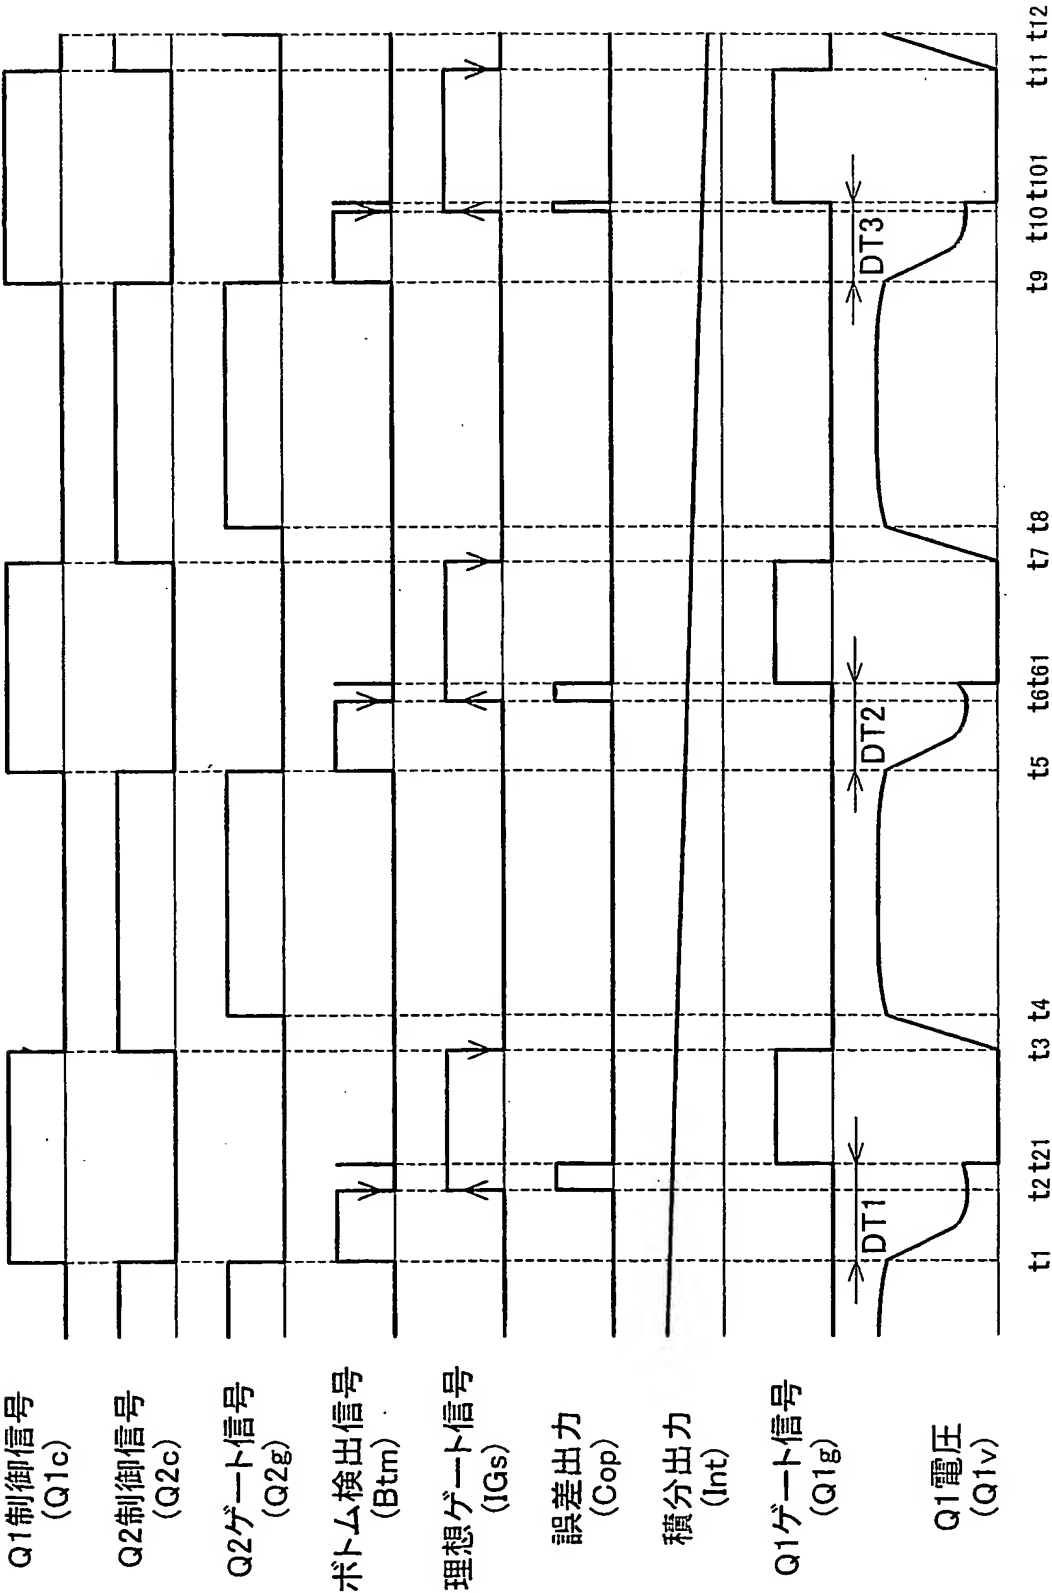 Q1制御信号
(Q1c)
Q2制御信号
(Q2c)
Q2ゲート信号
(Q2g)
ボトム検出信号
(Btm)
理想ゲート信号
(IGs)
誤差出力
(Cop)
積分出力
(Int)
Q1ゲート信号
(Q1g)
DT1
DT2
DT3
Q1電圧
(Q1v)
t1 t2 t21 t3 t4 t5 t6 t61 t7 t8 t9 t10 t101 t11 t12